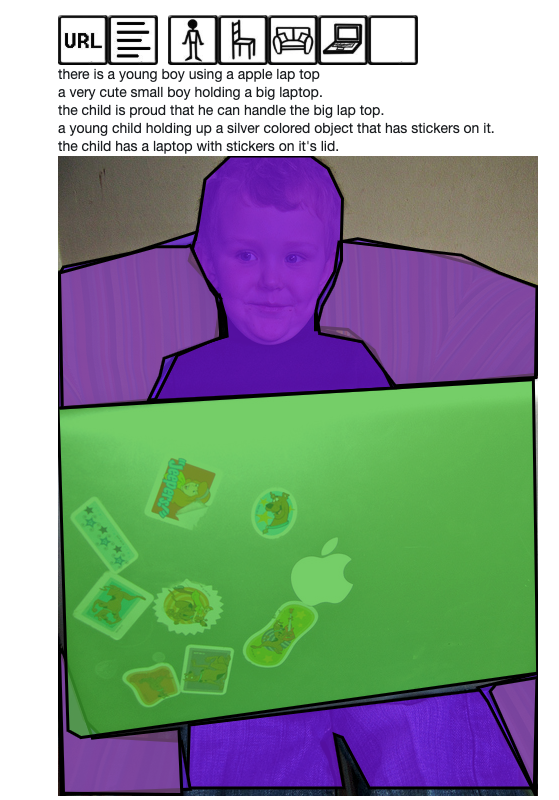 URL
there is a young boy using a apple lap top
a very cute small boy holding a big laptop.
the child is proud that he can handle the big lap top.
a young child holding up a silver colored object that has stickers on it.
the child has a laptop with stickers on it's lid.
Jeepers!